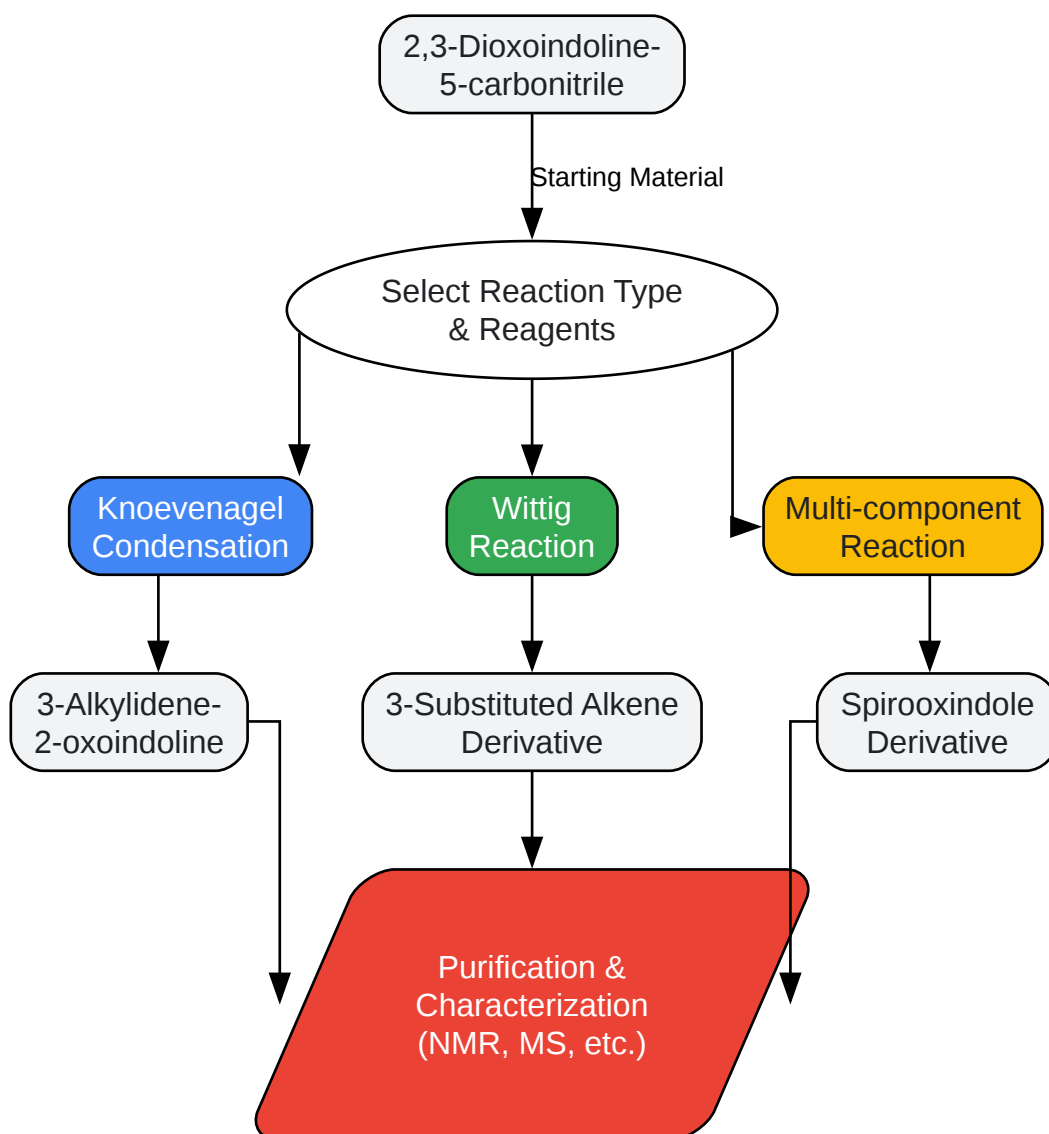 2,3-Dioxoindoline-
5-carbonitrile
Starting Material
Select Reaction Type
& Reagents
Knoevenagel
Condensation
Wittig
Reaction
Multi-component
Reaction
3-Alkylidene-
2-oxoindoline
3-Substituted Alkene
Derivative
Spirooxindole
Derivative
Purification &
Characterization
(NMR, MS, etc.)